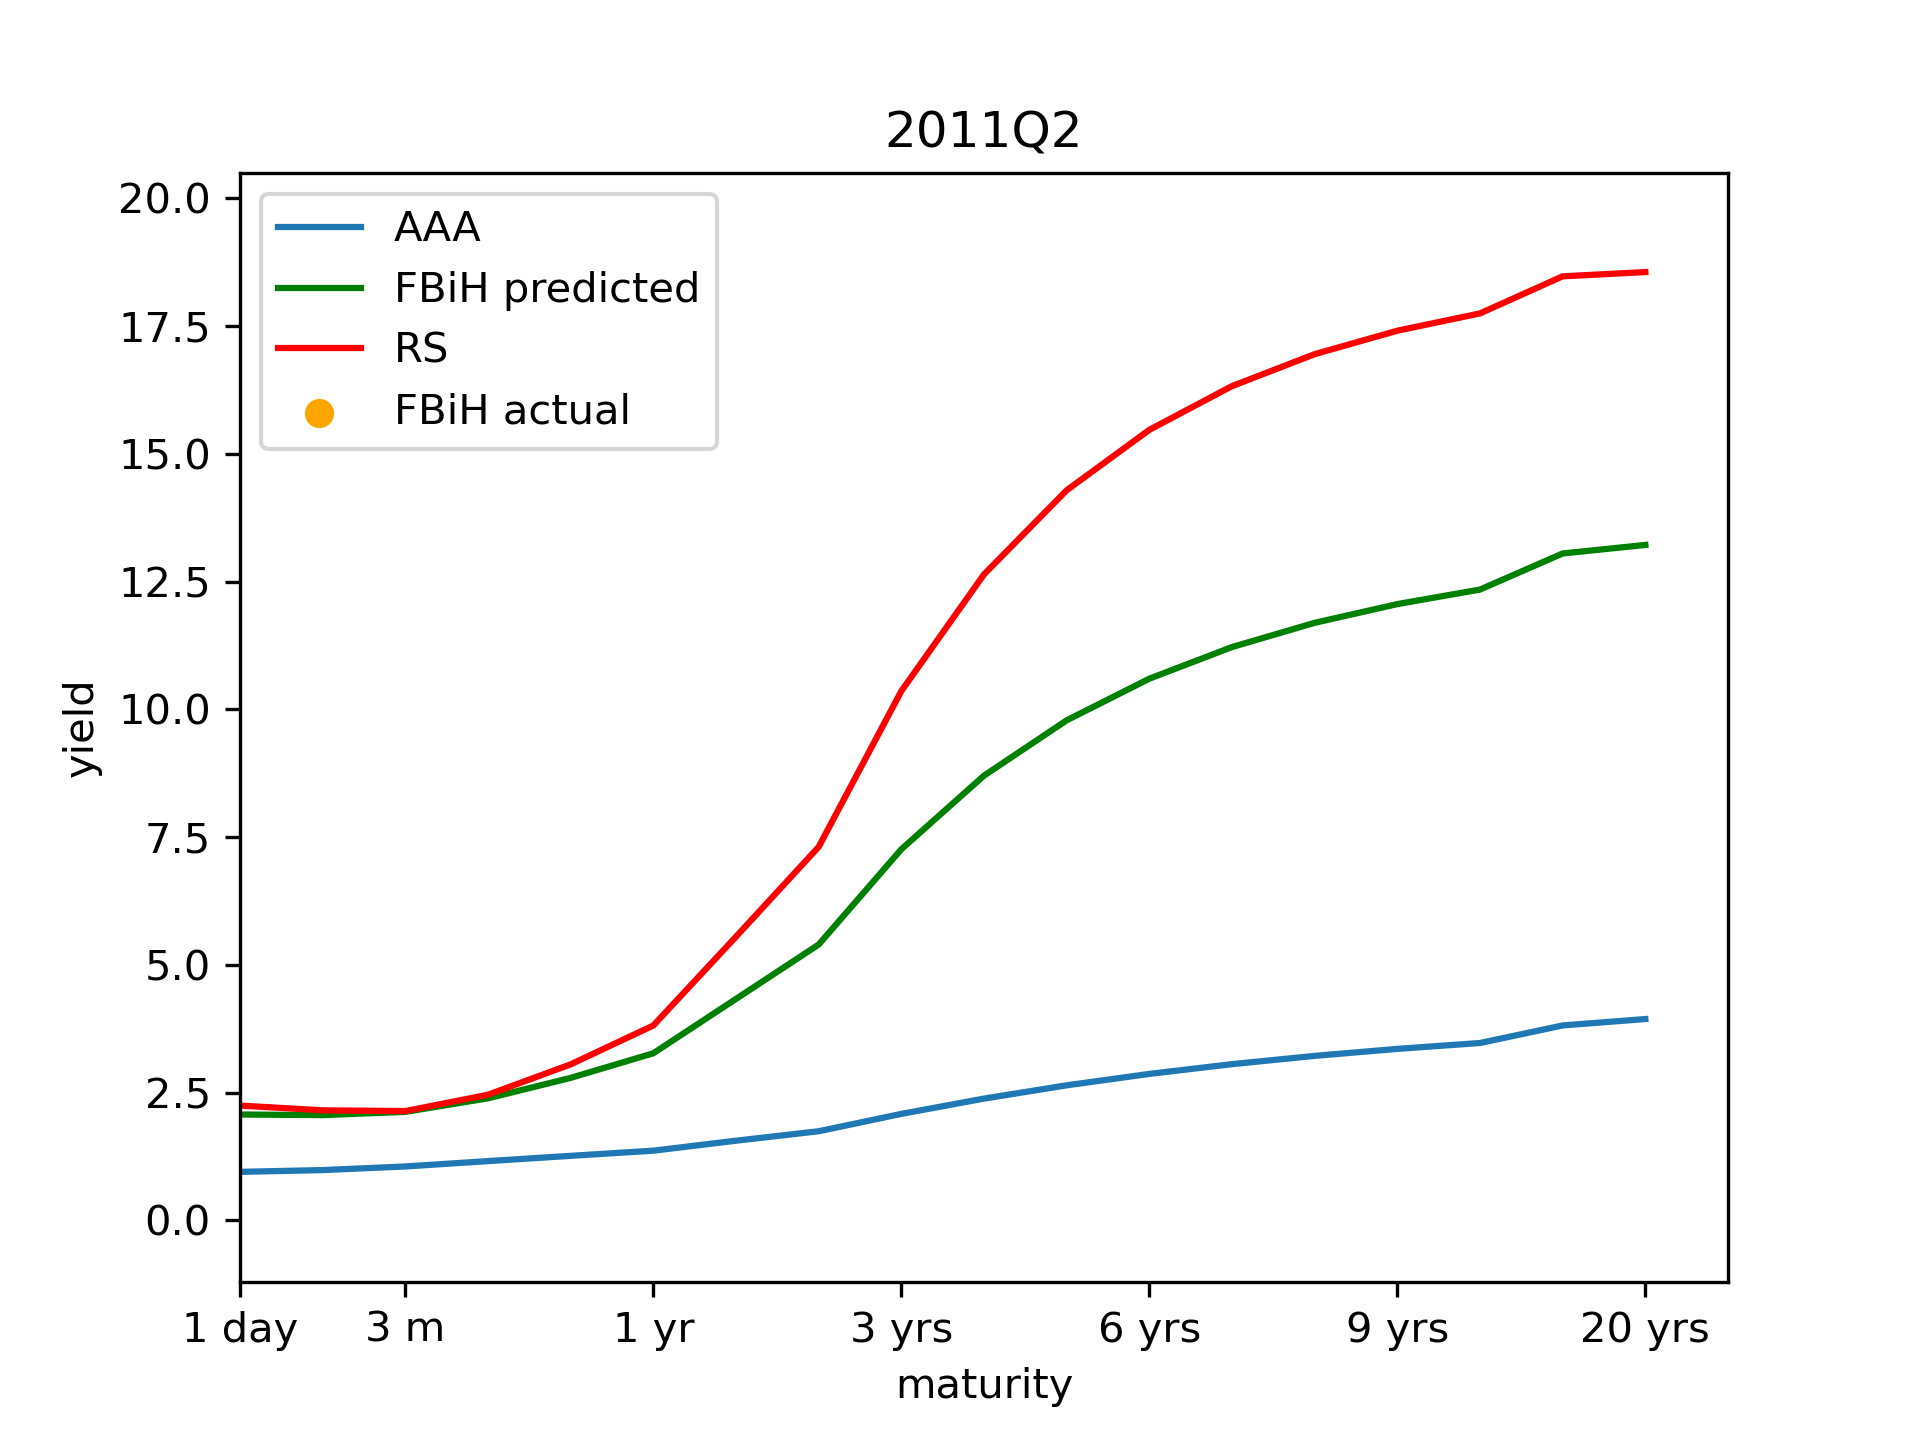 2011Q2
20.0
17.5
15.0
12.5
10.0
7.5
5.0
2.5
0.0
yield
AAA
FBiH predicted
RS
FBiH actual
1 day 3 m 1 yr 3 yrs 6 yrs 9 yrs 20 yrs
maturity